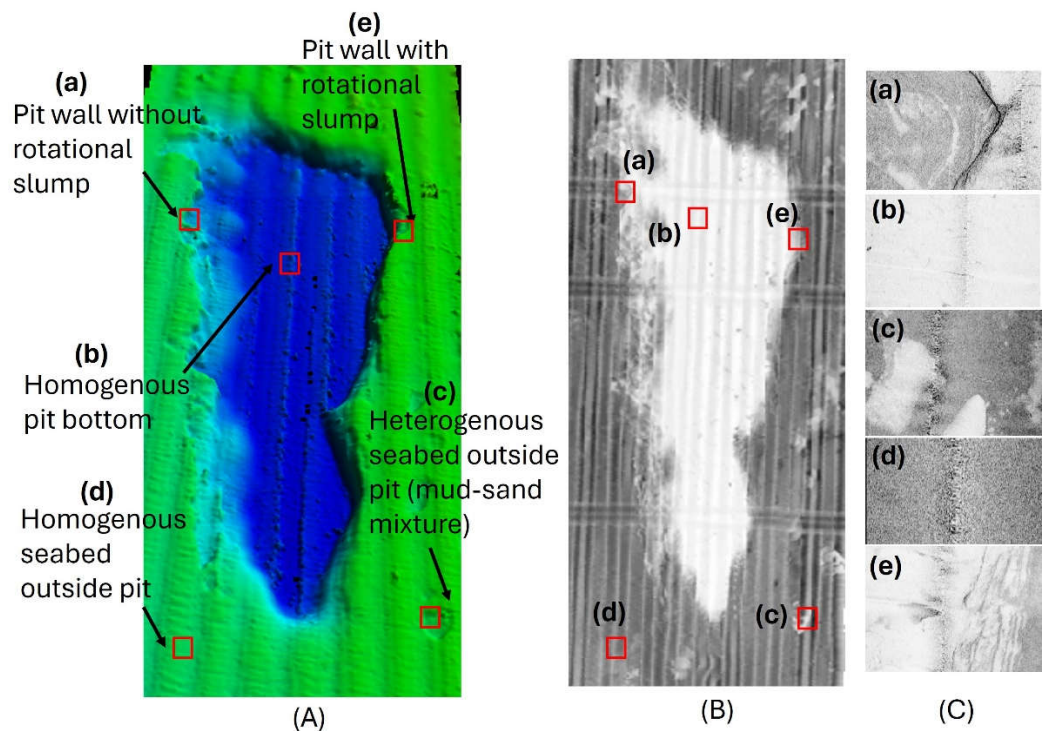 (e)
Pit wall with
rotational
slump
(a)
Pit wall without
rotational
slump
(b)
Homogenous
pit bottom
(c)
Heterogenous
seabed outside
pit (mud-sand
mixture)
(d)
Homogenous
seabed
outside pit
(A)
(a)
(b)
(e)
(d)
(c)
(B)
(a)
(b)
(c)
(d)
(e)
(C)